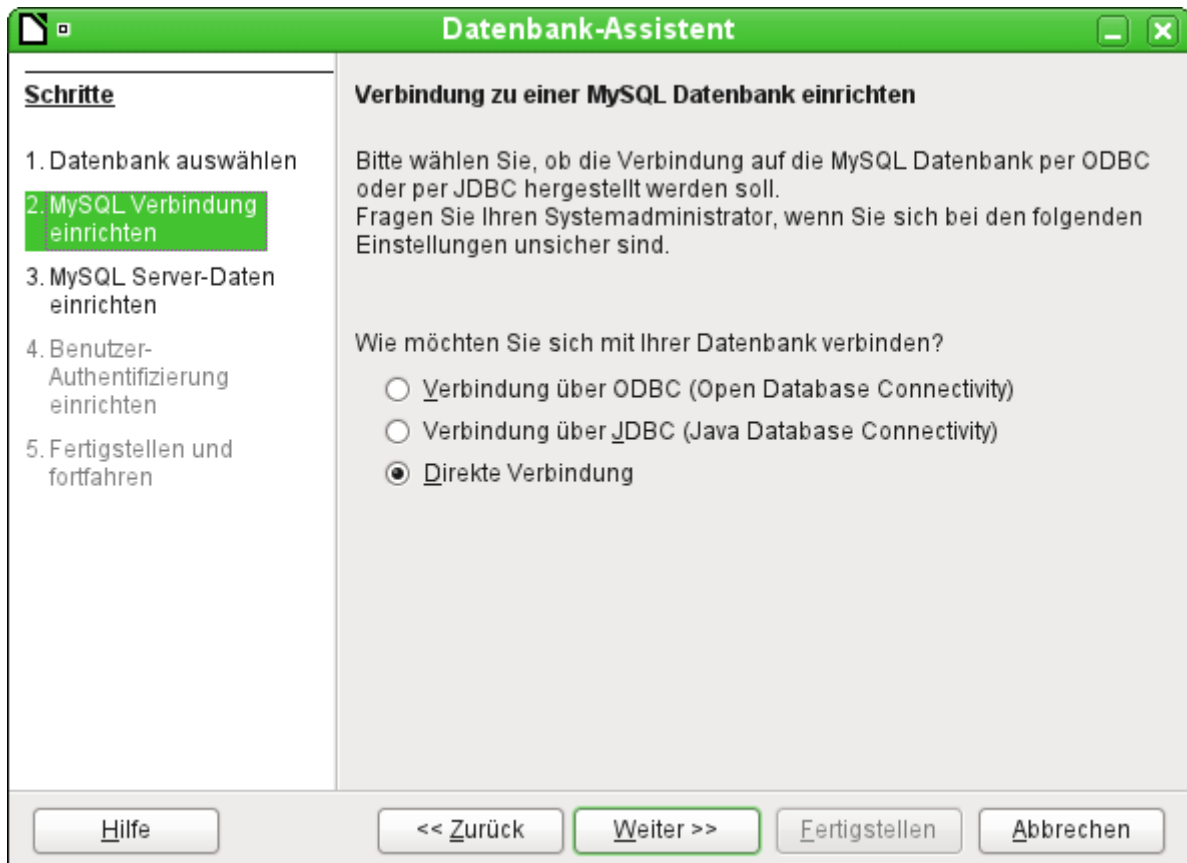 Datenbank-Assistent
Schritte
1. Datenbank auswählen
2. MySQL Verbindung
einrichten
3. MySQL Server-Daten
einrichten
4. Benutzer-
Authentifizierung
einrichten
5. Fertigstellen und
fortfahren
Verbindung zu einer MySQL Datenbank einrichten
Bitte wählen Sie, ob die Verbindung auf die MySQL Datenbank per ODBC
oder per JDBC hergestellt werden soll.
Fragen Sie Ihren Systemadministrator, wenn Sie sich bei den folgenden
Einstellungen unsicher sind.
Wie möchten Sie sich mit Ihrer Datenbank verbinden?
Verbindung über ODBC (Open Database Connectivity)
Verbindung über JDBC (Java Database Connectivity)
Direkte Verbindung
Hilfe
<< Zurück
Weiter >>
Fertigstellen
Abbrechen